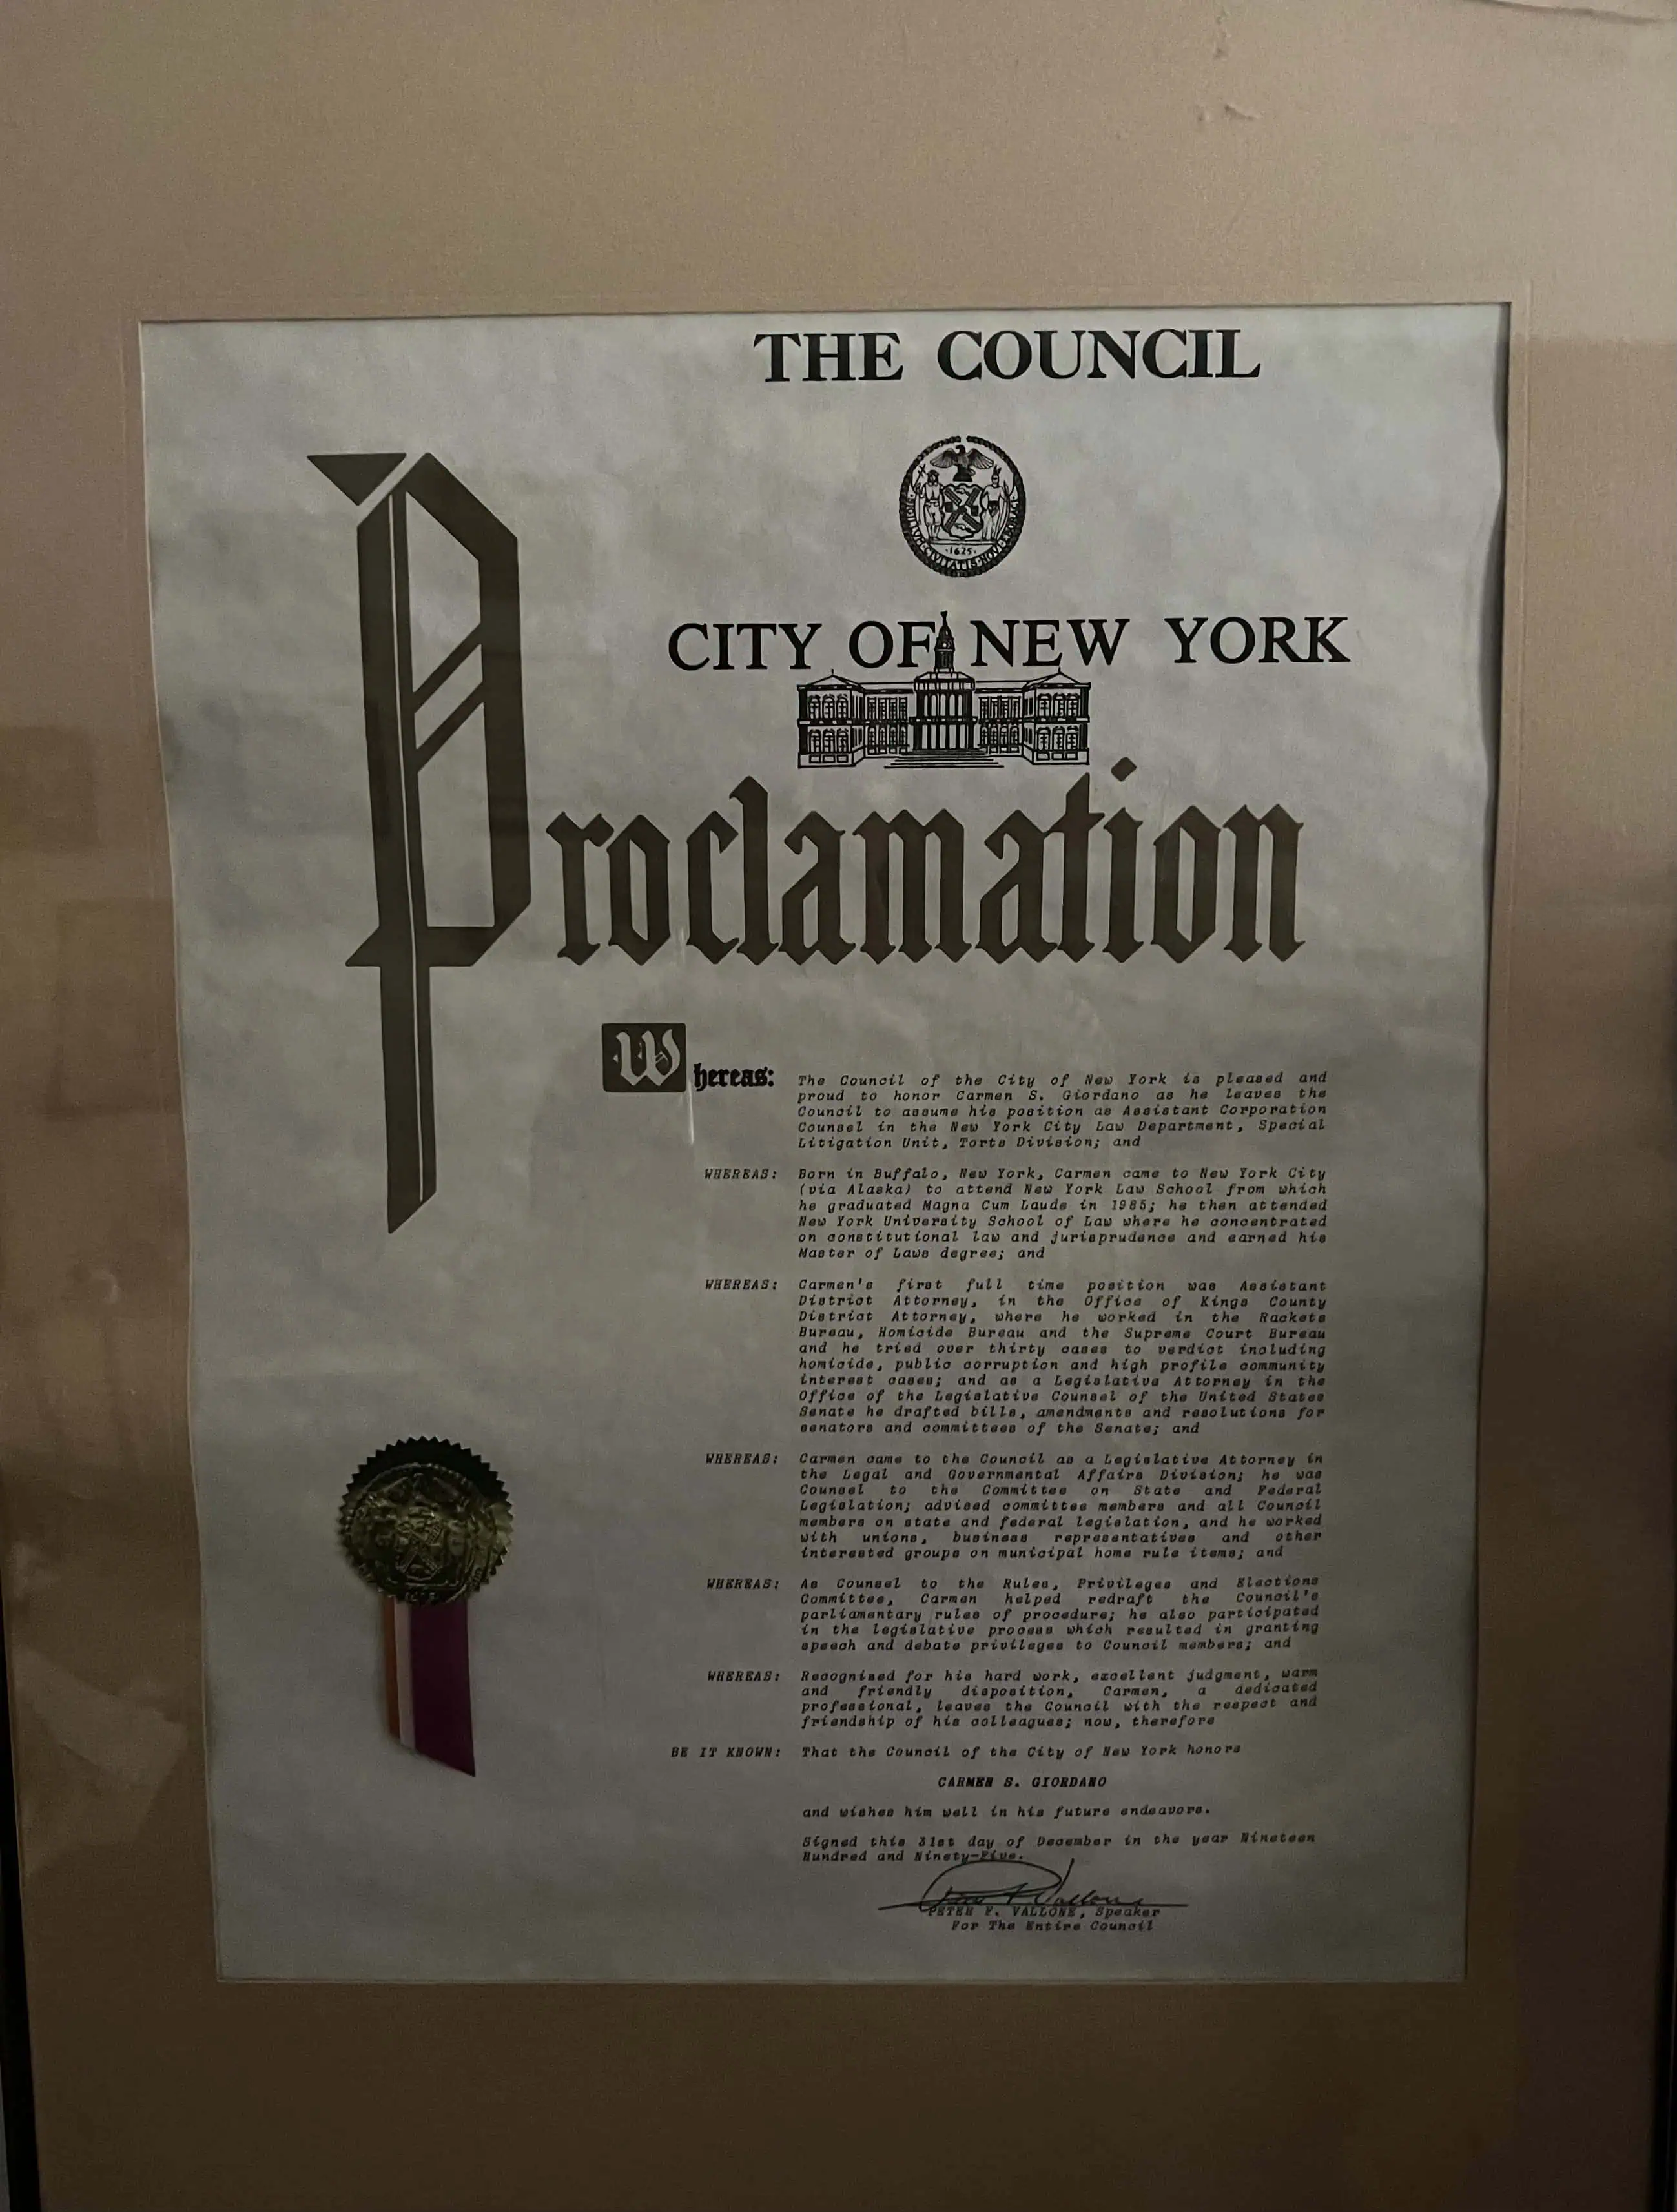 THE COUNCIL
SIGILLVM CIVITATIS NOVI EBORACI
1625
CITY OF NEW YORK
Proclamation
Whereas: The Council of the City of New York is pleased and
proud to honor Carmen S. Giordano as he leaves the
Council to assume his position as Assistant Corporation
Counsel in the New York City Law Department, Special
Litigation Unit, Torts Division; and
WHEREAS: Born in Buffalo, New York, Carmen came to New York City
(via Alaska) to attend New York Law School from which
he graduated Magna Cum Laude in 1985; he then attended
New York University School of Law where he concentrated
on constitutional law and jurisprudence and earned his
Master of Laws degree; and
WHEREAS: Carmen's first full time position was Assistant
District Attorney, in the Office of Kings County
District Attorney, where he worked in the Rackets
Bureau, Homicide Bureau and the Supreme Court Bureau
and he tried over thirty cases to verdict including
homicide, public corruption and high profile community
interest cases; and as a Legislative Attorney in the
Office of the Legislative Counsel of the United States
Senate he drafted bills, amendments and resolutions for
senators and committees of the Senate; and
WHEREAS: Carmen came to the Council as a Legislative Attorney in
the Legal and Governmental Affairs Division; he was
Counsel to the Committee on State and Federal
Legislation; advised committee members and all Council
members on state and federal legislation, and he worked
with unions, business representatives and other
interested groups on municipal home rule items; and
WHEREAS: As Counsel to the Rules, Privileges and Elections
Committee, Carmen helped redraft the Council's
parliamentary rules of procedure; he also participated
in the legislative process which resulted in granting
speech and debate privileges to Council members; and
WHEREAS: Recognized for his hard work, excellent judgment, warm
and friendly disposition, Carmen, a dedicated
professional, leaves the Council with the respect and
friendship of his colleagues; now, therefore
BE IT KNOWN: That the Council of the City of New York honors
CARMEN S. GIORDANO
and wishes him well in his future endeavors.
Signed this 31st day of December in the year Nineteen
Hundred and Ninety-Five.
Peter F. Vallone
PETER F. VALLONE, Speaker
For The Entire Council